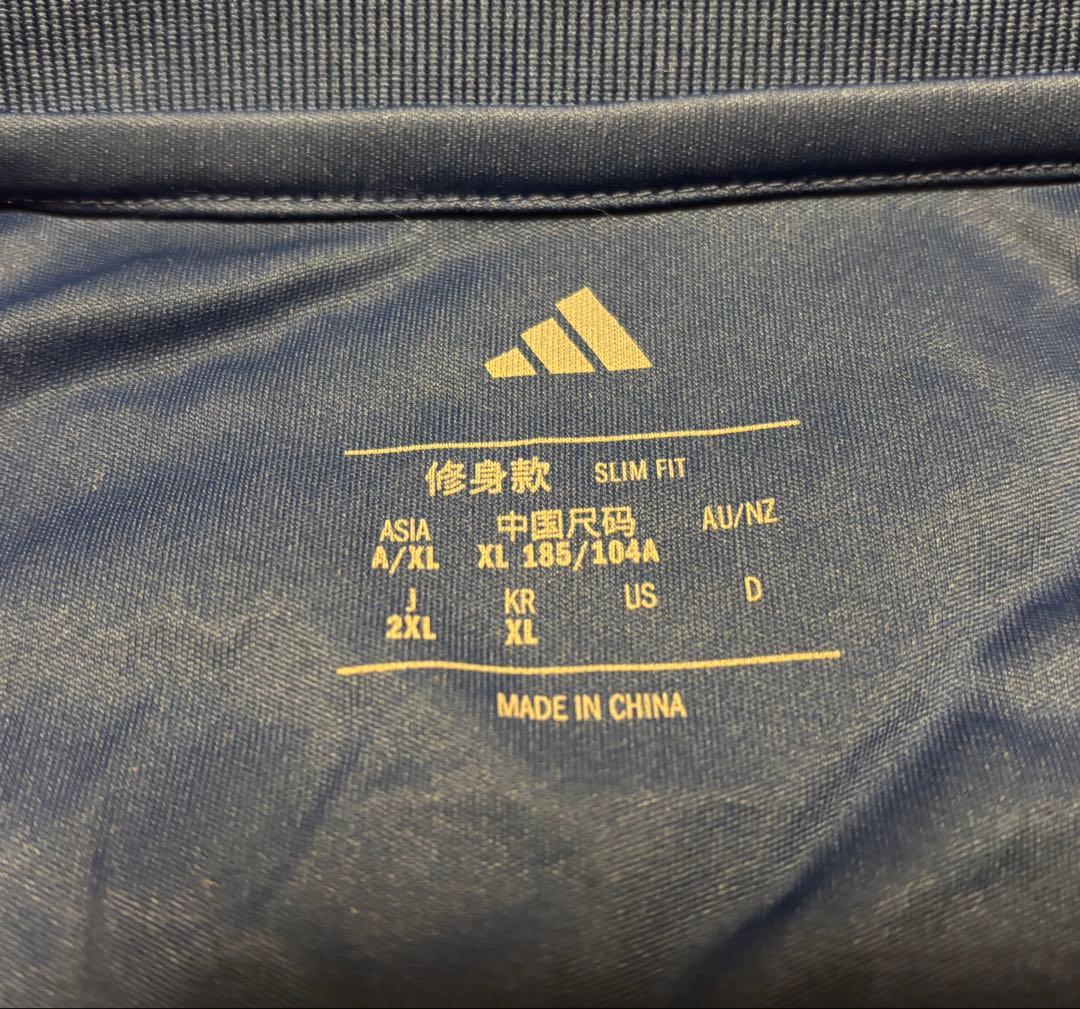 修身款 SLIM FIT
ASIA 中国尺码 AU/NZ
A/XL XL 185/104A
J KR US D
2XL XL
MADE IN CHINA